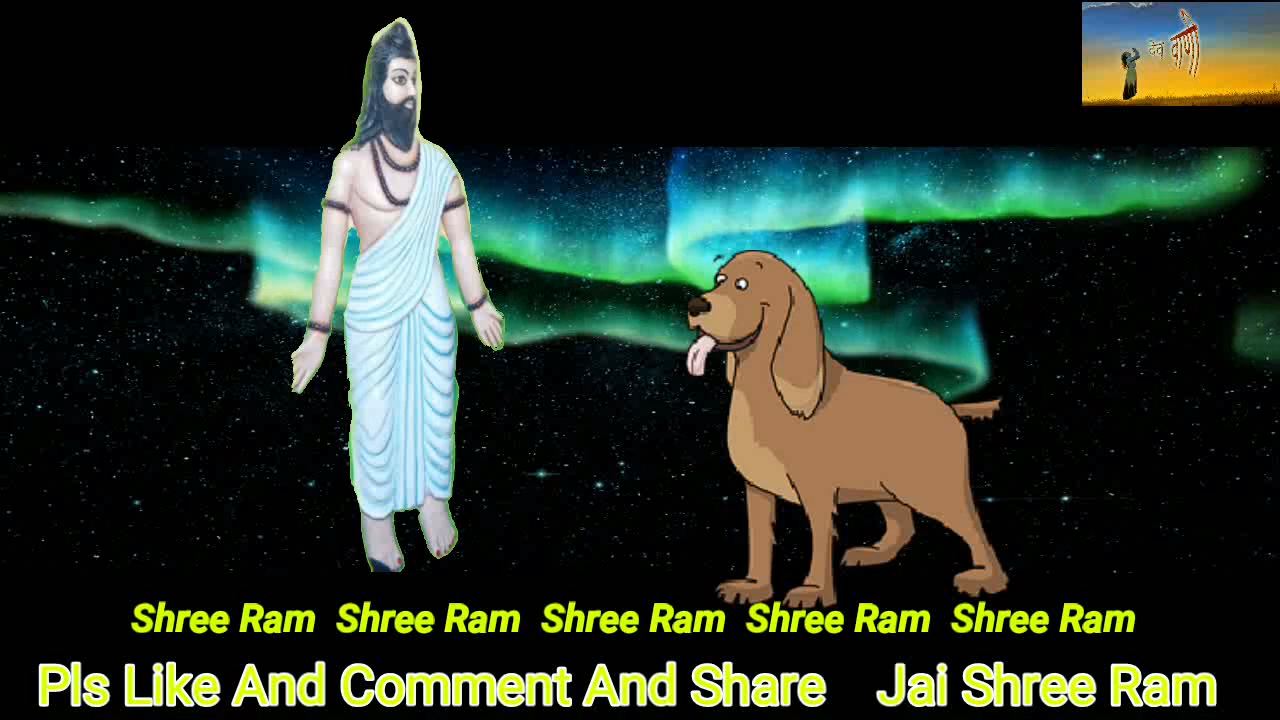 देव वाणी
Shree Ram Shree Ram Shree Ram Shree Ram Shree Ram
Pls Like And Comment And Share Jai Shree Ram